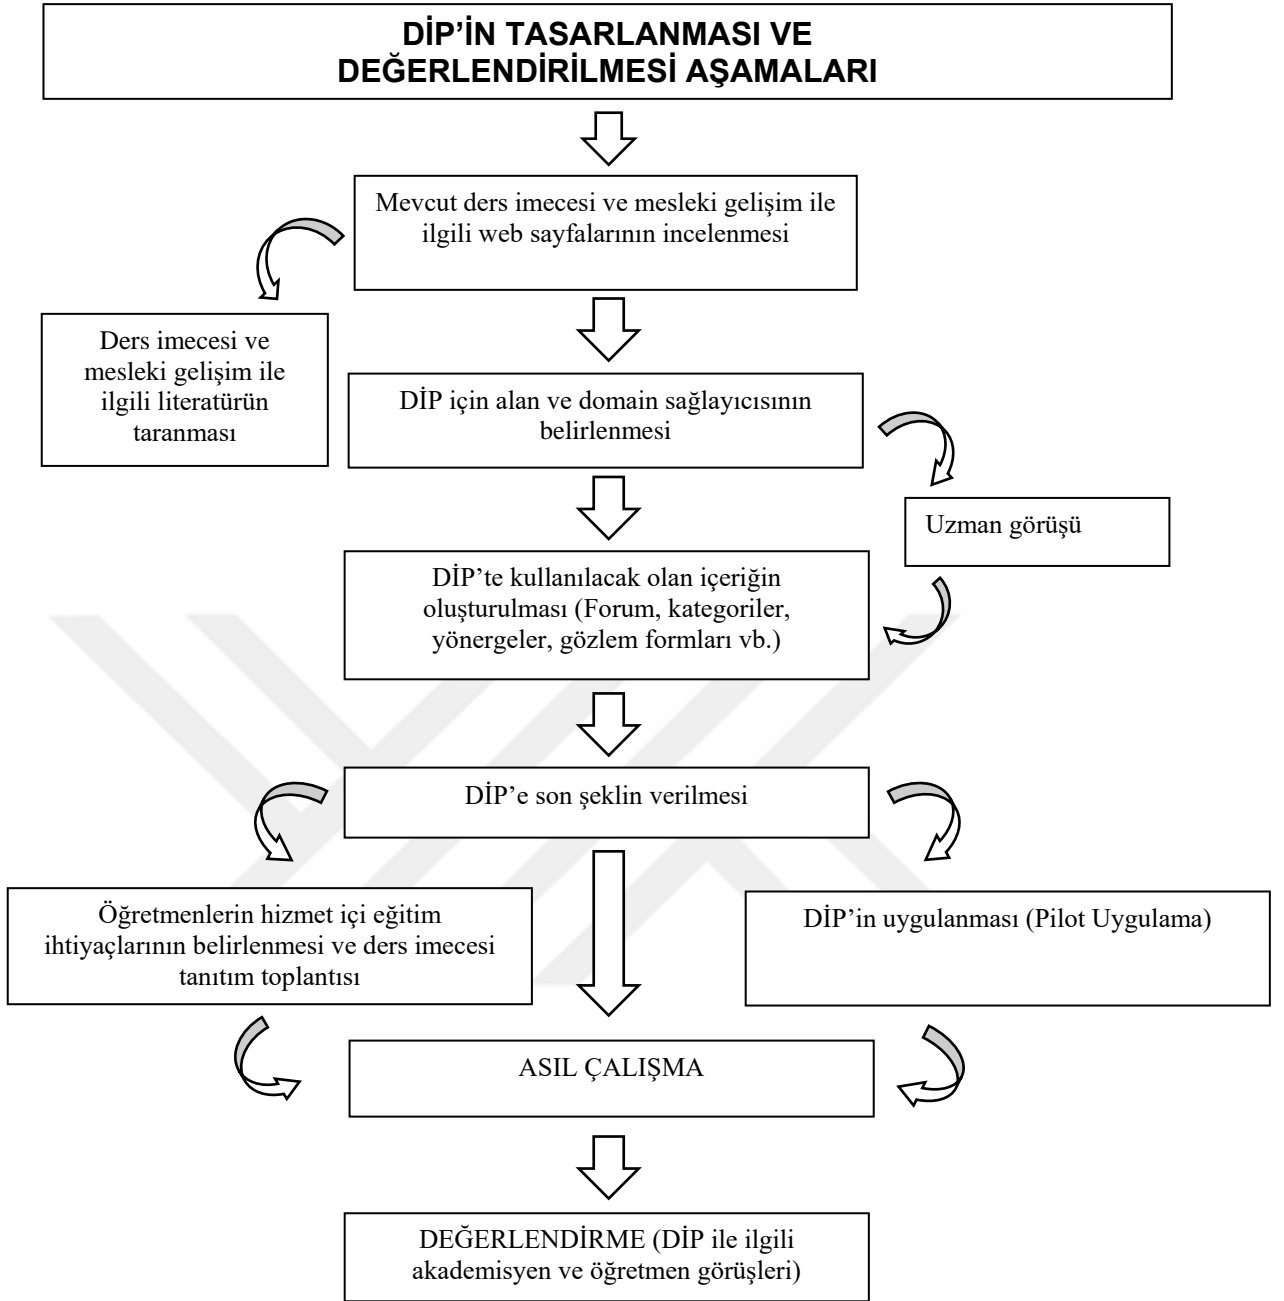 DİP’İN TASARLANMASI VE
DEĞERLENDİRİLMESİ AŞAMALARI
Mevcut ders imecesi ve mesleki gelişim ile
ilgili web sayfalarının incelenmesi
Ders imecesi ve
mesleki gelişim ile
ilgili literatürün
taranması
DİP için alan ve domain sağlayıcısının
belirlenmesi
Uzman görüşü
DİP’te kullanılacak olan içeriğin
oluşturulması (Forum, kategoriler,
yönergeler, gözlem formları vb.)
DİP’e son şeklin verilmesi
Öğretmenlerin hizmet içi eğitim
ihtiyaçlarının belirlenmesi ve ders imecesi
tanıtım toplantısı
DİP’in uygulanması (Pilot Uygulama)
ASIL ÇALIŞMA
DEĞERLENDİRME (DİP ile ilgili
akademisyen ve öğretmen görüşleri)